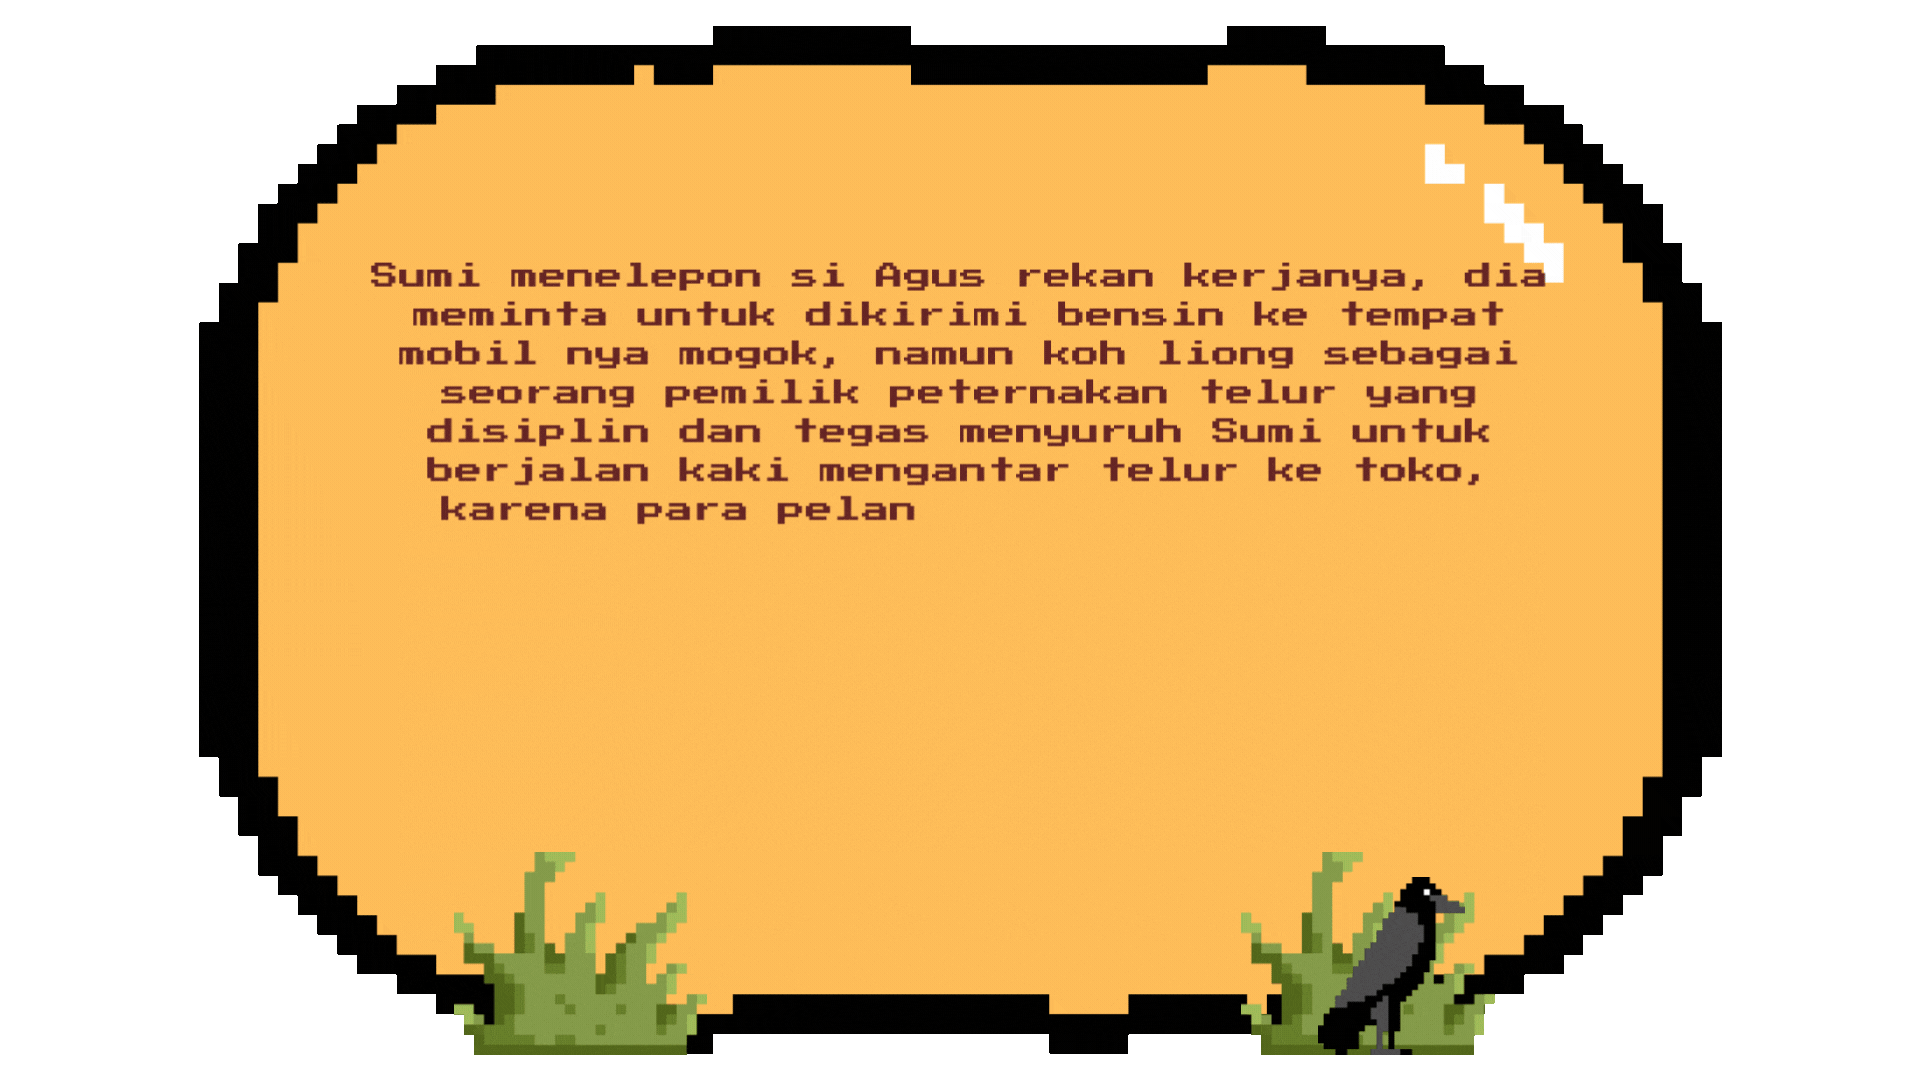 Sumi menelepon si Agus rekan kerjanya, dia
meminta untuk dikirimi bensin ke tempat
mobil nya mogok, namun koh liong sebagai
seorang pemilik peternakan telur yang
disiplin dan tegas menyuruh Sumi untuk
berjalan kaki mengantar telur ke toko,
karena para pelan